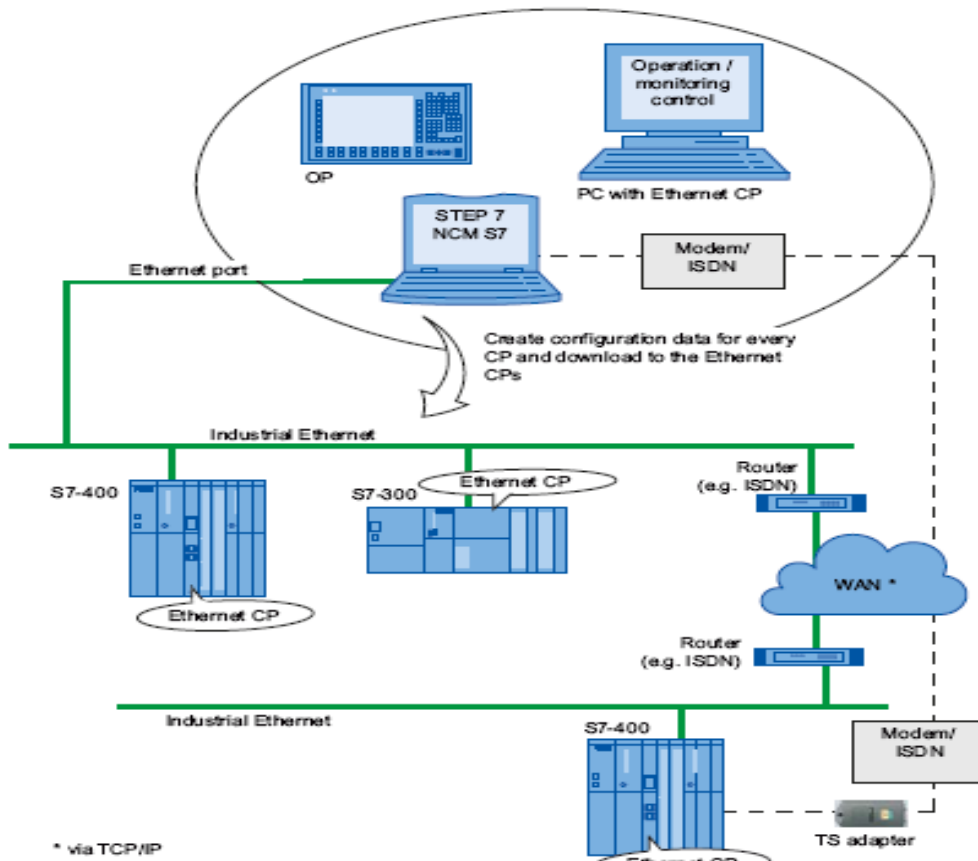 Operation /
monitoring
control
OP
PC with Ethernet CP
STEP 7
NCM S7
Modem/
ISDN
Ethernet port
Create configuration data for every
CP and download to the Ethernet
CPs
Industrial Ethernet
S7-400
S7-300
Ethernet CP
Router
(e.g. ISDN)
Ethernet CP
WAN *
Router
(e.g. ISDN)
Industrial Ethernet
S7-400
Modem/
ISDN
TS adapter
* via TCP/IP
Ethernet CP